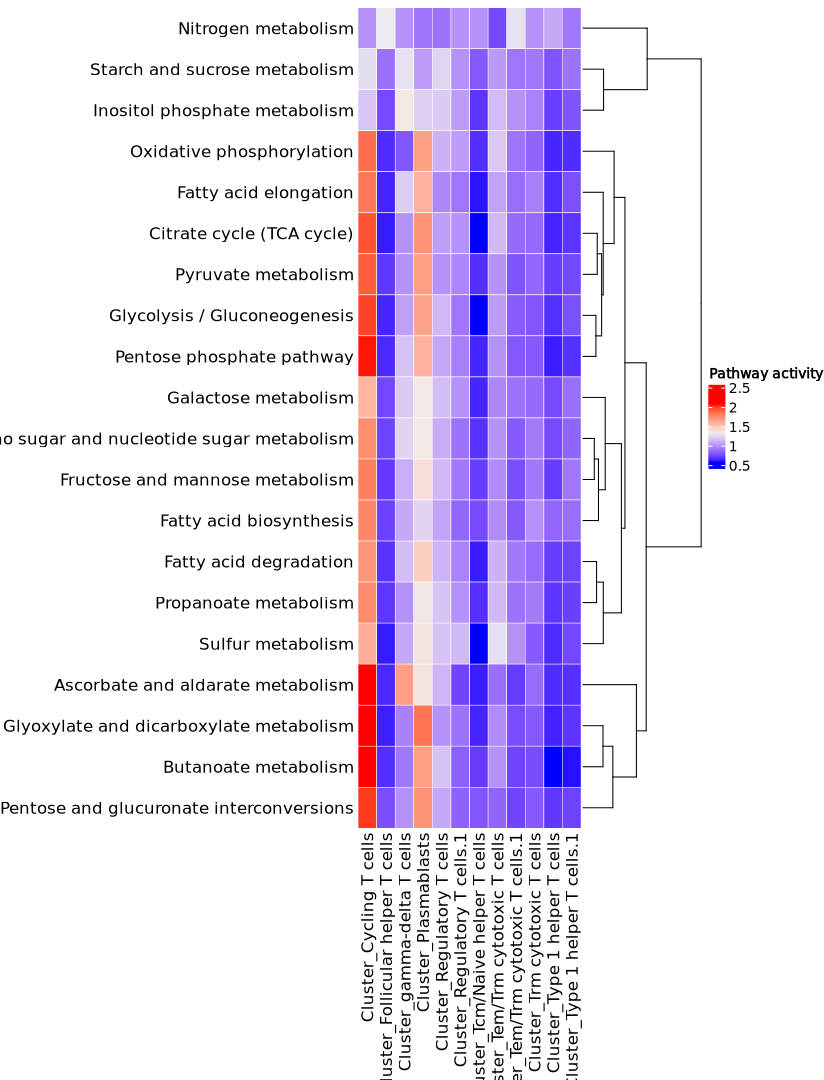 Nitrogen metabolism
Starch and sucrose metabolism
Inositol phosphate metabolism
Oxidative phosphorylation
Fatty acid elongation
Citrate cycle (TCA cycle)
Pyruvate metabolism
Glycolysis / Gluconeogenesis
Pentose phosphate pathway
Galactose metabolism
no sugar and nucleotide sugar metabolism
Fructose and mannose metabolism
Fatty acid biosynthesis
Fatty acid degradation
Propanoate metabolism
Sulfur metabolism
Ascorbate and aldarate metabolism
Glyoxylate and dicarboxylate metabolism
Butanoate metabolism
Pentose and glucuronate interconversions
Pathway activity
2.5
2
1.5
1
0.5
Cluster_Cycling T cells
luster_Follicular helper T cells
Cluster_gamma-delta T cells
Cluster_Plasmablasts
Cluster_Regulatory T cells
Cluster_Regulatory T cells.1
uster_Tcm/Naive helper T cells
ster_Tem/Trm cytotoxic T cells
er_Tem/Trm cytotoxic T cells.1
Cluster_Trm cytotoxic T cells
Cluster_Type 1 helper T cells
Cluster_Type 1 helper T cells.1